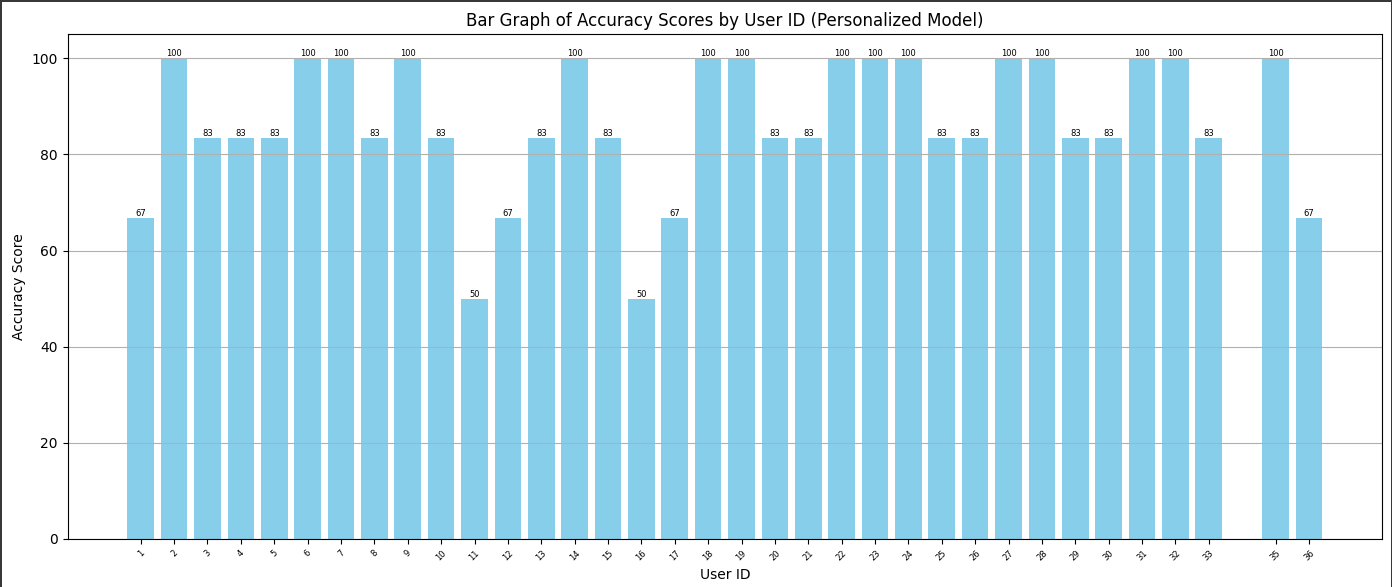 Bar Graph of Accuracy Scores by User ID (Personalized Model)
Accuracy Score
100
80
60
40
20
0
67 100 83 83 83 100 100 83 100 83 50 67 83 100 83 50 67 100 100 83 83 100 100 100 83 83 100 100 83 83 100 100 83 100 67
1 2 3 4 5 6 7 8 9 10 11 12 13 14 15 16 17 18 19 20 21 22 23 24 25 26 27 28 29 30 31 32 33 35 36
User ID